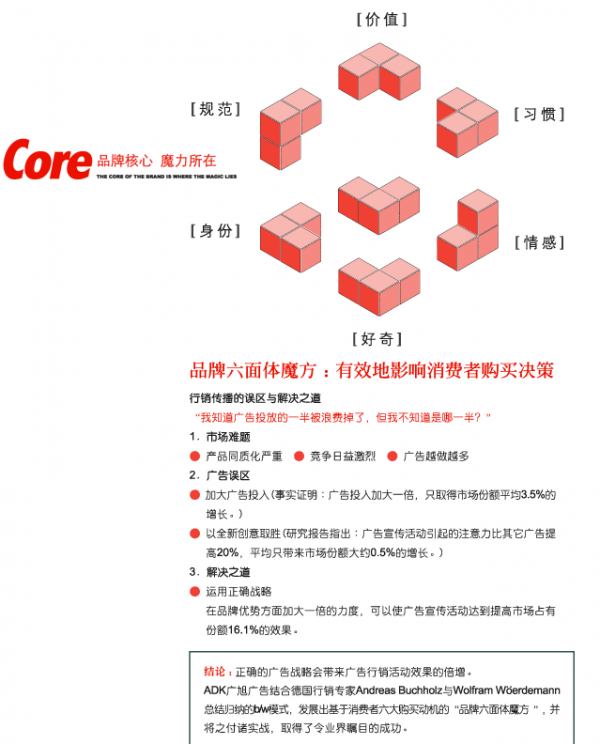 [价值]
[规范]
[习惯]
Core 品牌核心 魔力所在
THE CORE OF THE BRAND IS WHERE THE MAGIC LIES
[身份]
[情感]
[好奇]
品牌六面体魔方：有效地影响消费者购买决策
行销传播的误区与解决之道
“我知道广告投放的一半被浪费掉了，但我不知道是哪一半？”
1．市场难题
● 产品同质化严重 ● 竞争日益激烈 ● 广告越做越多
2．广告误区
● 加大广告投入(事实证明：广告投入加大一倍，只取得市场份额平均3.5%的
增长。)
● 以全新创意取胜(研究报告指出：广告宣传活动引起的注意力比其它广告提
高20%，平均只带来市场份额大约0.5%的增长。)
3．解决之道
● 运用正确战略
在品牌优势方面加大一倍的力度，可以使广告宣传活动达到提高市场占有
份额16.1%的效果。
结论：正确的广告战略会带来广告行销活动效果的倍增。
ADK广旭广告结合德国行销专家Andreas Buchholz与Wolfram Wöerdemann
总结归纳的b/w模式，发展出基于消费者六大购买动机的“品牌六面体魔方”，并
将之付诸实战，取得了令业界瞩目的成功。